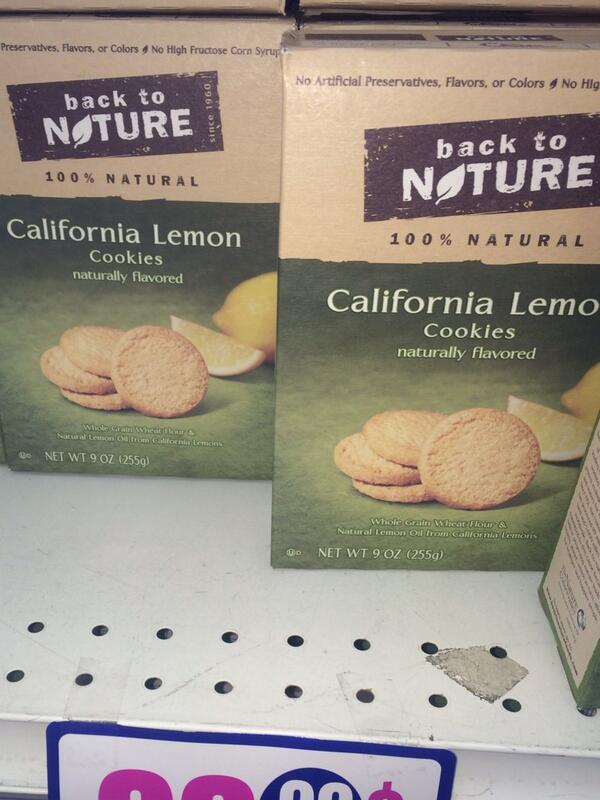 Preservatives, Flavors, or Colors No High Fructose Corn Syrup
back to
NATURE
since 1960
100% NATURAL
California Lemon
Cookies
naturally flavored
Whole Grain Wheat Flour &
Natural Lemon Oil from California Lemons
UD NET WT 9 OZ (255g)
No Artificial Preservatives, Flavors, or Colors No Hig
back to
NATURE
100% NATURAL
California Lemo
Cookies
naturally flavored
Whole Grain Wheat Flour &
Natural Lemon Oil from California Lemons
UD NET WT 9 OZ (255g)